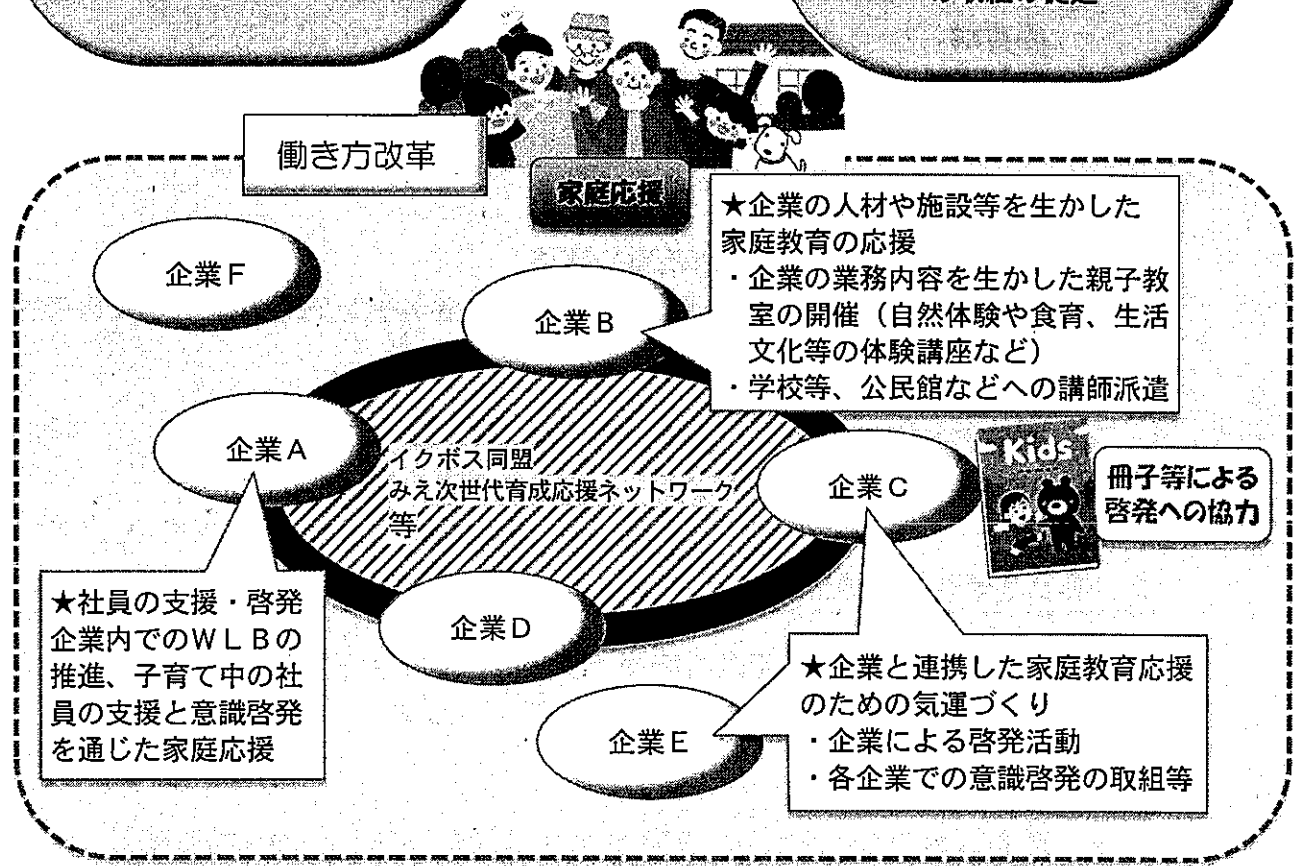 働き方改革
家庭応援
★企業の人材や施設等を生かした
家庭教育の応援
・企業の業務内容を生かした親子教
室の開催（自然体験や食育、生活
文化等の体験講座など）
・学校等、公民館などへの講師派遣
企業F
企業B
企業A
イクボス同盟
みえ次世代育成応援ネットワーク
等
企業C
Kids
冊子等による
啓発への協力
★社員の支援・啓発
企業内でのWLBの
推進、子育て中の社
員の支援と意識啓発
を通じた家庭応援
企業D
企業E
★企業と連携した家庭教育応援
のための気運づくり
・企業による啓発活動
・各企業での意識啓発の取組等